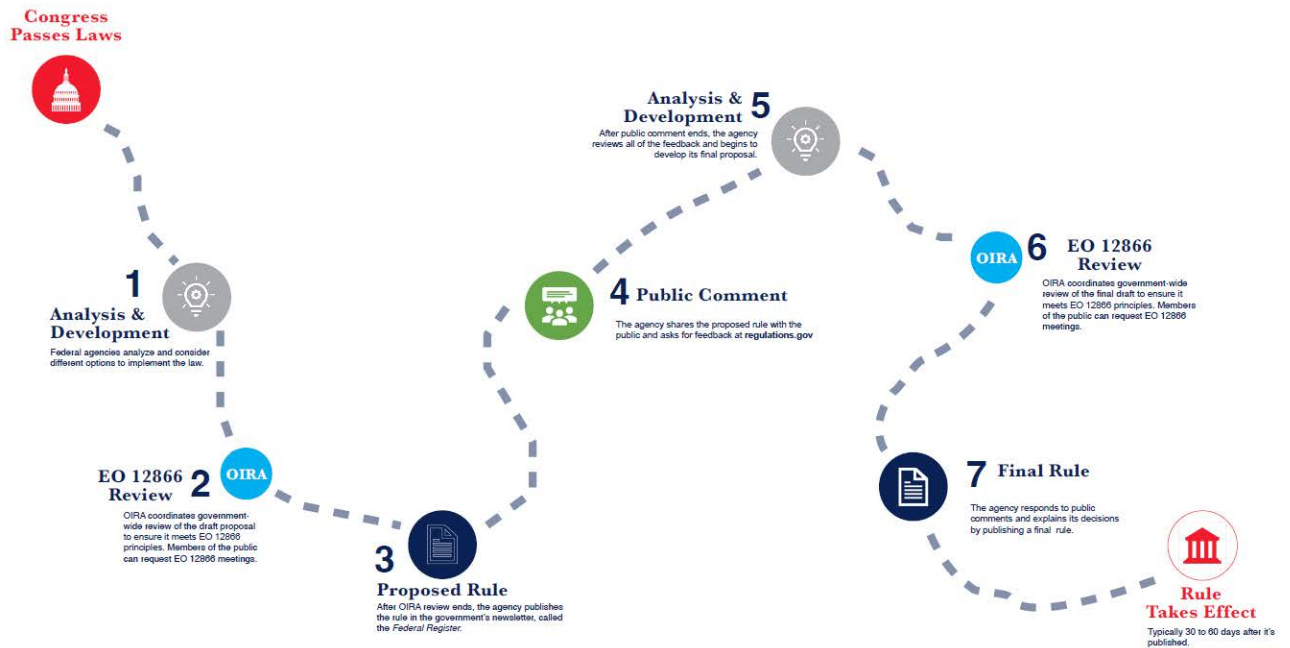 Congress
Passes Laws
1
Analysis &
Development
Federal agencies analyze and consider
different options to implement the law.
EO 12866
Review
2
OIRA
OIRA coordinates government-
wide review of the draft proposal
to ensure it meets EO 12866
principles. Members of the public
can request EO 12866 meetings.
3
Proposed Rule
After OIRA review ends, the agency publishes
the rule in the government's newsletter, called
the Federal Register.
4 Public Comment
The agency shares the proposed rule with the
public and asks for feedback at regulations.gov
Analysis &
Development
5
After public comment ends, the agency
reviews all of the feedback and begins to
develop its final proposal.
OIRA
6
EO 12866
Review
OIRA coordinates government-wide
review of the final draft to ensure it
meets EO 12866 principles. Members
of the public can request EO 12866
meetings.
7 Final Rule
The agency responds to public
comments and explains its decisions
by publishing a final rule.
Rule
Takes Effect
Typically 30 to 60 days after it's
published.